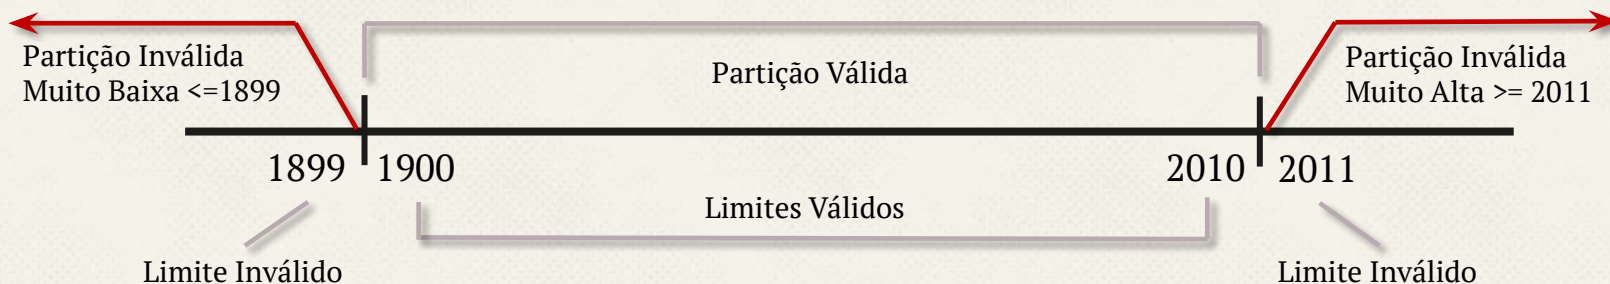 Partição Inválida
Muito Baixa <=1899
Partição Válida
Partição Inválida
Muito Alta >= 2011
1899 1900 2010 2011
Limites Válidos
Limite Inválido Limite Inválido